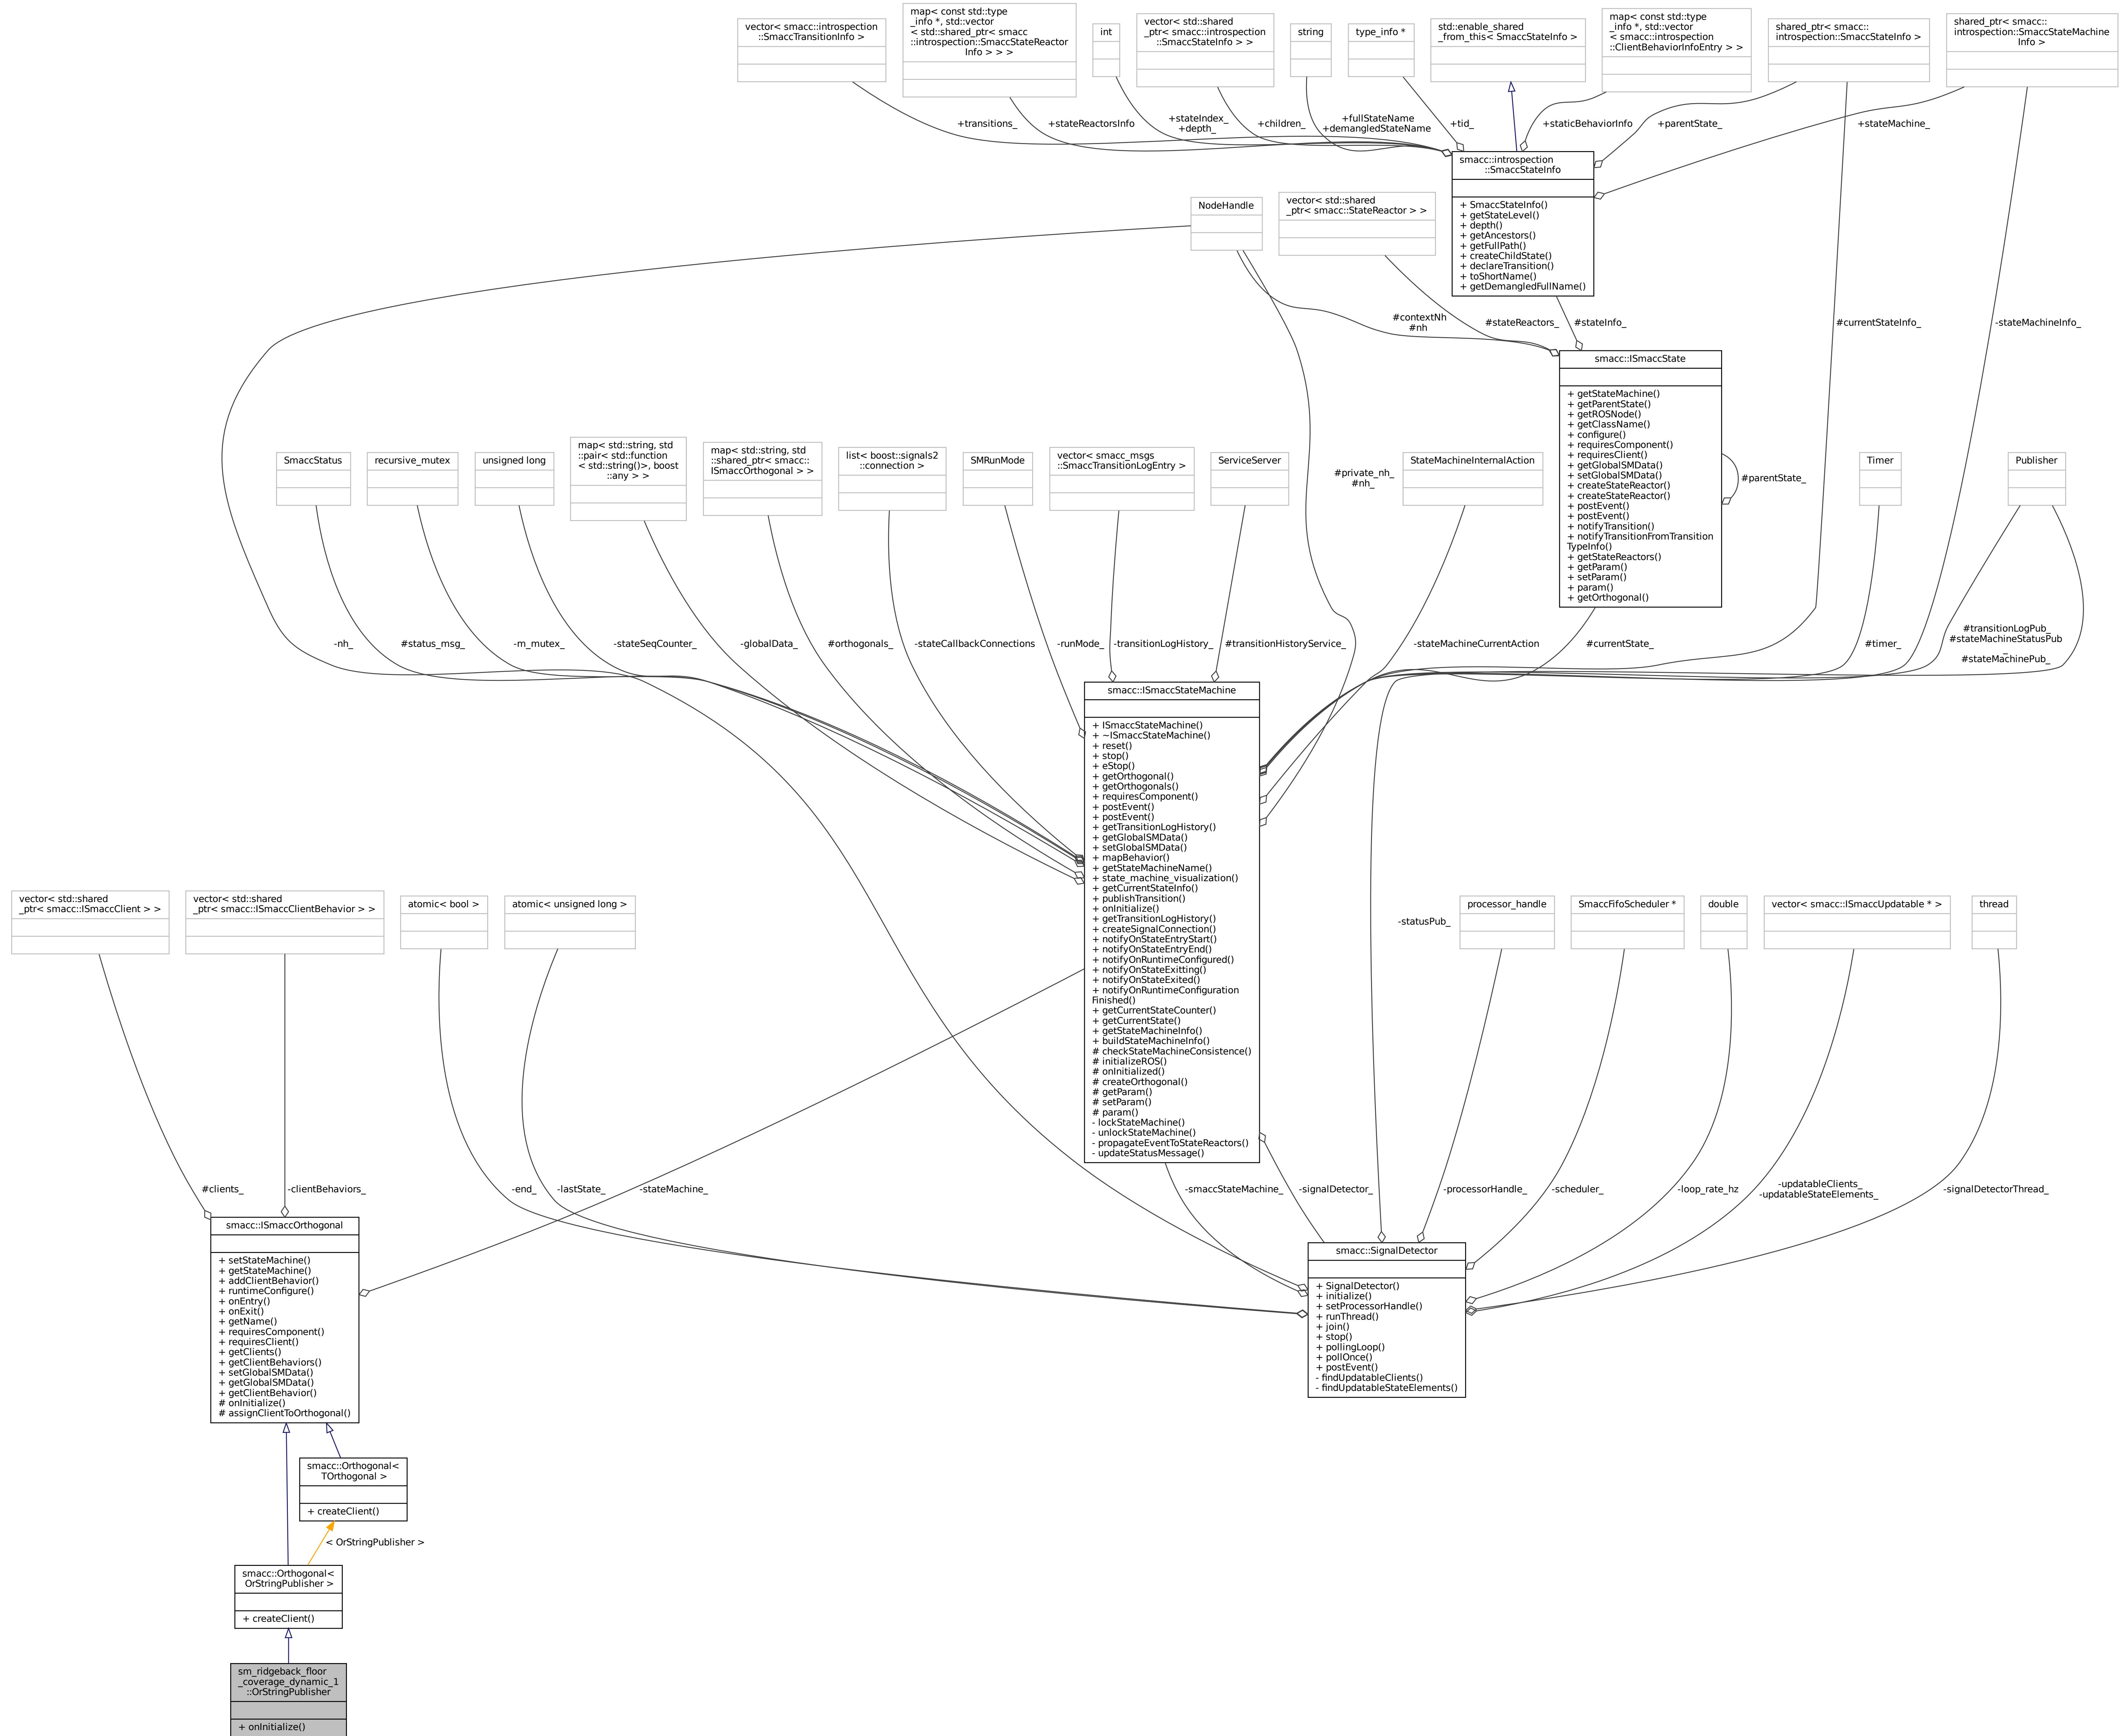 vector< smacc::introspection
::SmaccTransitionInfo >
map< const std::type
_info *, std::vector
< std::shared_ptr< smacc
::introspection::SmaccStateReactor
Info > > >
int
vector< std::shared
_ptr< smacc::introspection
::SmaccStateInfo > >
string
type_info *
std::enable_shared
_from_this< SmaccStateInfo >
map< const std::type
_info *, std::vector
< smacc::introspection
::ClientBehaviorInfoEntry > >
shared_ptr< smacc::
introspection::SmaccStateInfo >
shared_ptr< smacc::
introspection::SmaccStateMachine
Info >
+transitions_
+stateReactorsInfo
+stateIndex_
+depth_
+children_
+fullStateName
+demangledStateName
+tid_
+staticBehaviorInfo
+parentState_
+stateMachine_
smacc::introspection
::SmaccStateInfo
+ SmaccStateInfo()
+ getStateLevel()
+ depth()
+ getAncestors()
+ getFullPath()
+ createChildState()
+ declareTransition()
+ toShortName()
+ getDemangledFullName()
NodeHandle
vector< std::shared
_ptr< smacc::StateReactor > >
#contextNh
#nh
#stateReactors_
#stateInfo_
#currentStateInfo_
-stateMachineInfo_
smacc::ISmaccState
+ getStateMachine()
+ getParentState()
+ getROSNode()
+ getClassName()
+ configure()
+ requiresComponent()
+ requiresClient()
+ getGlobalSMData()
+ setGlobalSMData()
+ createStateReactor()
+ createStateReactor()
+ postEvent()
+ postEvent()
+ notifyTransition()
+ notifyTransitionFromTransition
TypeInfo()
+ getStateReactors()
+ getParam()
+ setParam()
+ param()
+ getOrthogonal()
#parentState_
SmaccStatus
recursive_mutex
unsigned long
map< std::string, std
::pair< std::function
< std::string()>, boost
::any > >
map< std::string, std
::shared_ptr< smacc::
ISmaccOrthogonal > >
list< boost::signals2
::connection >
SMRunMode
vector< smacc_msgs
::SmaccTransitionLogEntry >
ServiceServer
#private_nh_
#nh_
StateMachineInternalAction
Timer
Publisher
-nh_
#status_msg_
-m_mutex_
-stateSeqCounter_
-globalData_
#orthogonals_
-stateCallbackConnections
-runMode_
-transitionLogHistory_
#transitionHistoryService_
-stateMachineCurrentAction
#currentState_
#timer_
#transitionLogPub_
#stateMachineStatusPub
_
#stateMachinePub_
smacc::ISmaccStateMachine
+ ISmaccStateMachine()
+ ~ISmaccStateMachine()
+ reset()
+ stop()
+ eStop()
+ getOrthogonal()
+ getOrthogonals()
+ requiresComponent()
+ postEvent()
+ postEvent()
+ getTransitionLogHistory()
+ getGlobalSMData()
+ setGlobalSMData()
+ mapBehavior()
+ getStateMachineName()
+ state_machine_visualization()
+ getCurrentStateInfo()
+ publishTransition()
+ onInitialize()
+ getTransitionLogHistory()
+ createSignalConnection()
+ notifyOnStateEntryStart()
+ notifyOnStateEntryEnd()
+ notifyOnRuntimeConfigured()
+ notifyOnStateExitting()
+ notifyOnStateExited()
+ notifyOnRuntimeConfiguration
Finished()
+ getCurrentStateCounter()
+ getCurrentState()
+ getStateMachineInfo()
+ buildStateMachineInfo()
# checkStateMachineConsistence()
# initializeROS()
# onInitialized()
# createOrthogonal()
# getParam()
# setParam()
# param()
- lockStateMachine()
- unlockStateMachine()
- propagateEventToStateReactors()
- updateStatusMessage()
vector< std::shared
_ptr< smacc::ISmaccClient > >
vector< std::shared
_ptr< smacc::ISmaccClientBehavior > >
atomic< bool >
atomic< unsigned long >
-statusPub_
processor_handle
SmaccFifoScheduler *
double
vector< smacc::ISmaccUpdatable * >
thread
#clients_
-clientBehaviors_
-end_
-lastState_
-stateMachine_
-smaccStateMachine_
-signalDetector_
-processorHandle_
-scheduler_
-loop_rate_hz
-updatableClients_
-updatableStateElements_
-signalDetectorThread_
smacc::ISmaccOrthogonal
+ setStateMachine()
+ getStateMachine()
+ addClientBehavior()
+ runtimeConfigure()
+ onEntry()
+ onExit()
+ getName()
+ requiresComponent()
+ requiresClient()
+ getClients()
+ getClientBehaviors()
+ setGlobalSMData()
+ getGlobalSMData()
+ getClientBehavior()
# onInitialize()
# assignClientToOrthogonal()
smacc::SignalDetector
+ SignalDetector()
+ initialize()
+ setProcessorHandle()
+ runThread()
+ join()
+ stop()
+ pollingLoop()
+ pollOnce()
+ postEvent()
- findUpdatableClients()
- findUpdatableStateElements()
smacc::Orthogonal<
TOrthogonal >
+ createClient()
< OrStringPublisher >
smacc::Orthogonal<
OrStringPublisher >
+ createClient()
sm_ridgeback_floor
_coverage_dynamic_1
::OrStringPublisher
+ onInitialize()